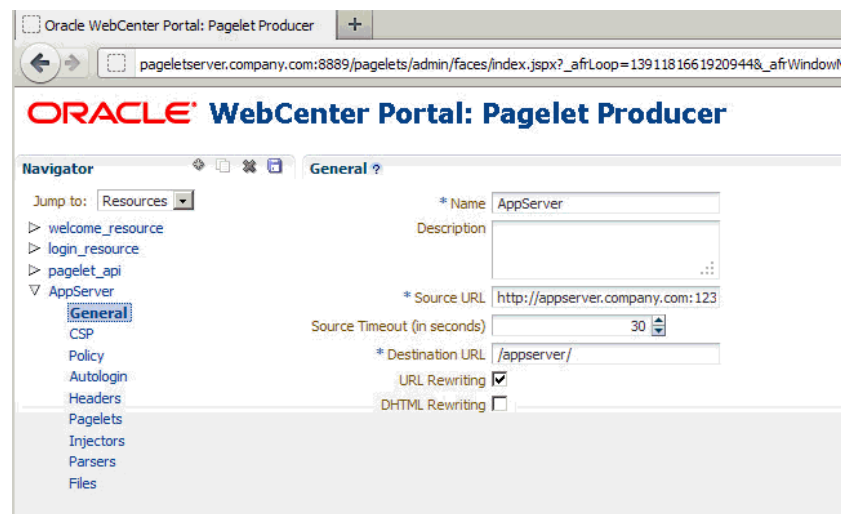 Oracle WebCenter Portal: Pagelet Producer
pageletserver.company.com:8889/pagelets/admin/faces/index.jspx?_afrLoop=1391181661920944&_afrWindowM
ORACLE WebCenter Portal: Pagelet Producer
Navigator
General ?
Jump to: Resources
welcome_resource
login_resource
pagelet_api
AppServer
General
CSP
Policy
Autologin
Headers
Pagelets
Injectors
Parsers
Files
* Name AppServer
Description
* Source URL http://appserver.company.com:123
Source Timeout (in seconds) 30
* Destination URL /appserver/
URL Rewriting
DHTML Rewriting